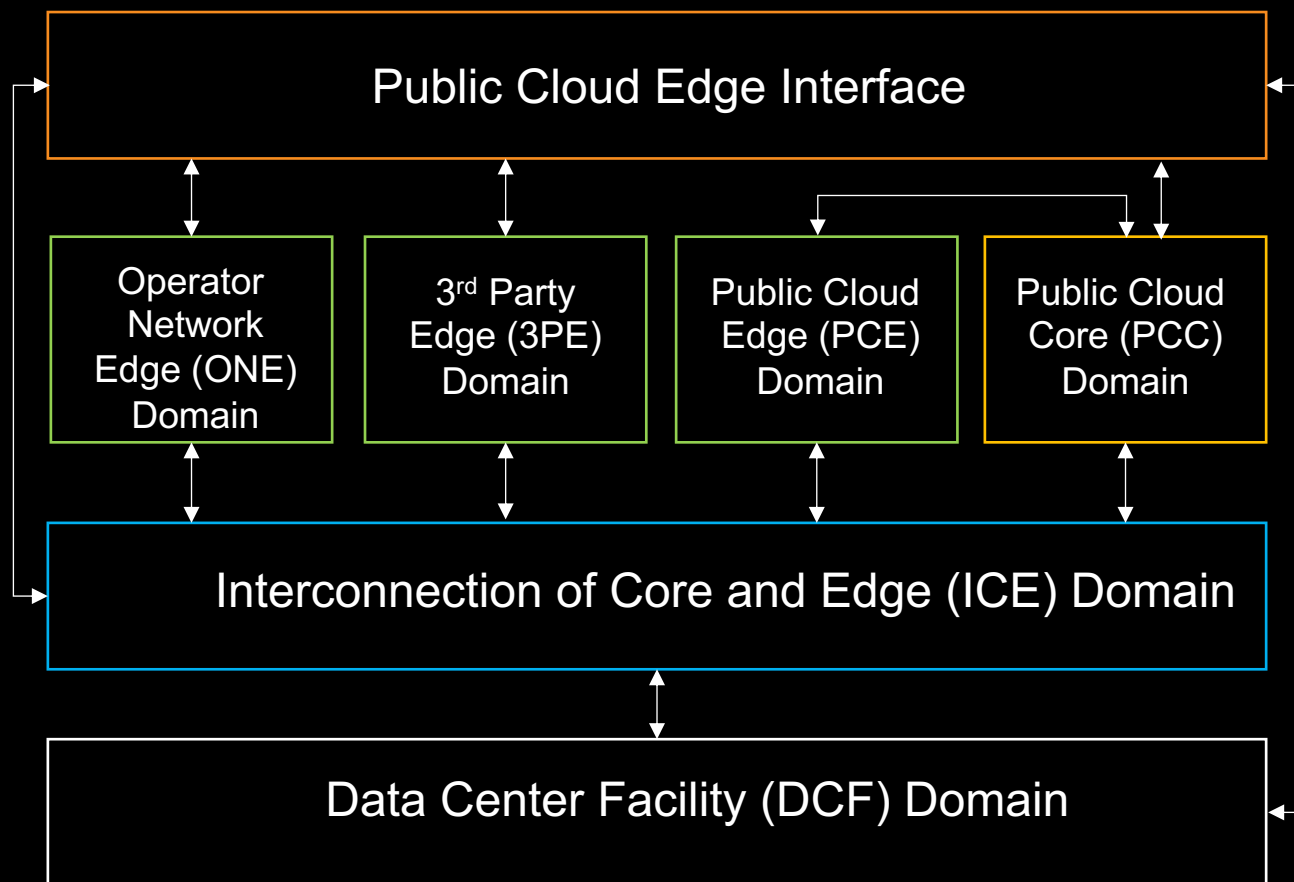 Public Cloud Edge Interface
Operator
Network
Edge (ONE)
Domain
3rd Party
Edge (3PE)
Domain
Public Cloud
Edge (PCE)
Domain
Public Cloud
Core (PCC)
Domain
Interconnection of Core and Edge (ICE) Domain
Data Center Facility (DCF) Domain